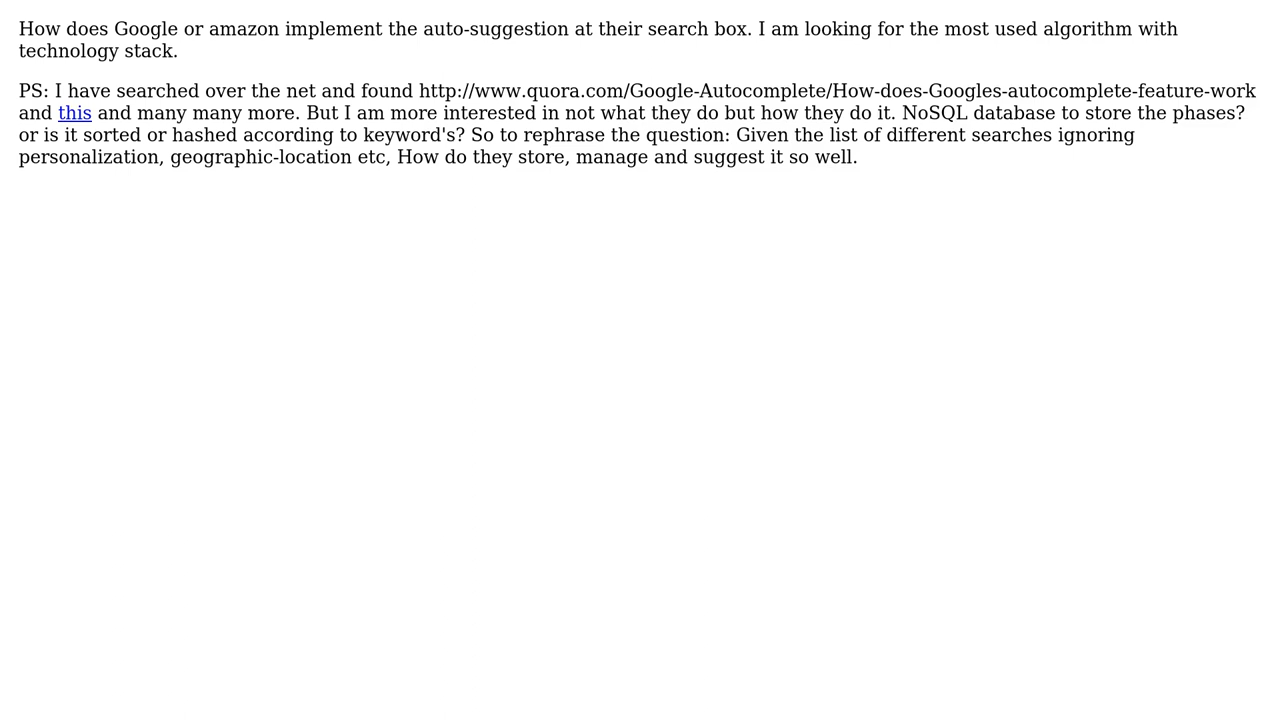 How does Google or amazon implement the auto-suggestion at their search box. I am looking for the most used algorithm with
technology stack.
PS: I have searched over the net and found http://www.quora.com/Google-Autocomplete/How-does-Googles-autocomplete-feature-work
and this and many many more. But I am more interested in not what they do but how they do it. NoSQL database to store the phases?
or is it sorted or hashed according to keyword's? So to rephrase the question: Given the list of different searches ignoring
personalization, geographic-location etc, How do they store, manage and suggest it so well.